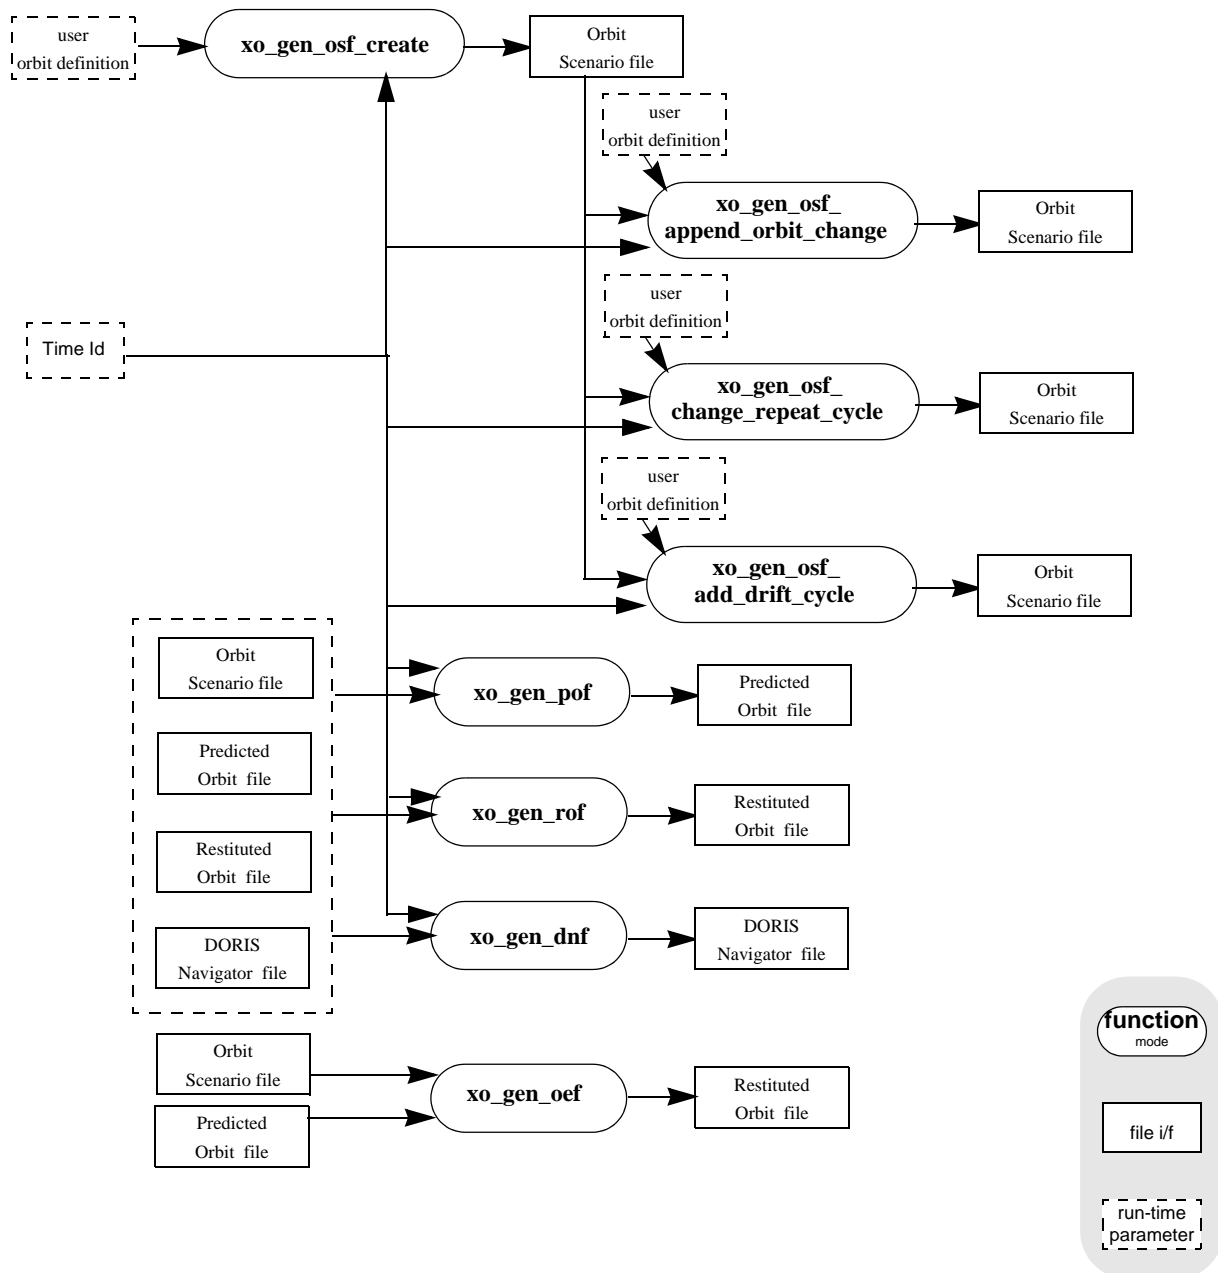 user
orbit definition
xo_gen_osf_create
Orbit
Scenario file
user
orbit definition
xo_gen_osf_
append_orbit_change
Orbit
Scenario file
user
orbit definition
Time Id
xo_gen_osf_
change_repeat_cycle
Orbit
Scenario file
user
orbit definition
xo_gen_osf_
add_drift_cycle
Orbit
Scenario file
Orbit
Scenario file
xo_gen_pof
Predicted
Orbit file
Predicted
Orbit file
xo_gen_rof
Restituted
Orbit file
Restituted
Orbit file
DORIS
Navigator file
xo_gen_dnf
DORIS
Navigator file
Orbit
Scenario file
Predicted
Orbit file
xo_gen_oef
Restituted
Orbit file
function
mode
file i/f
run-time
parameter